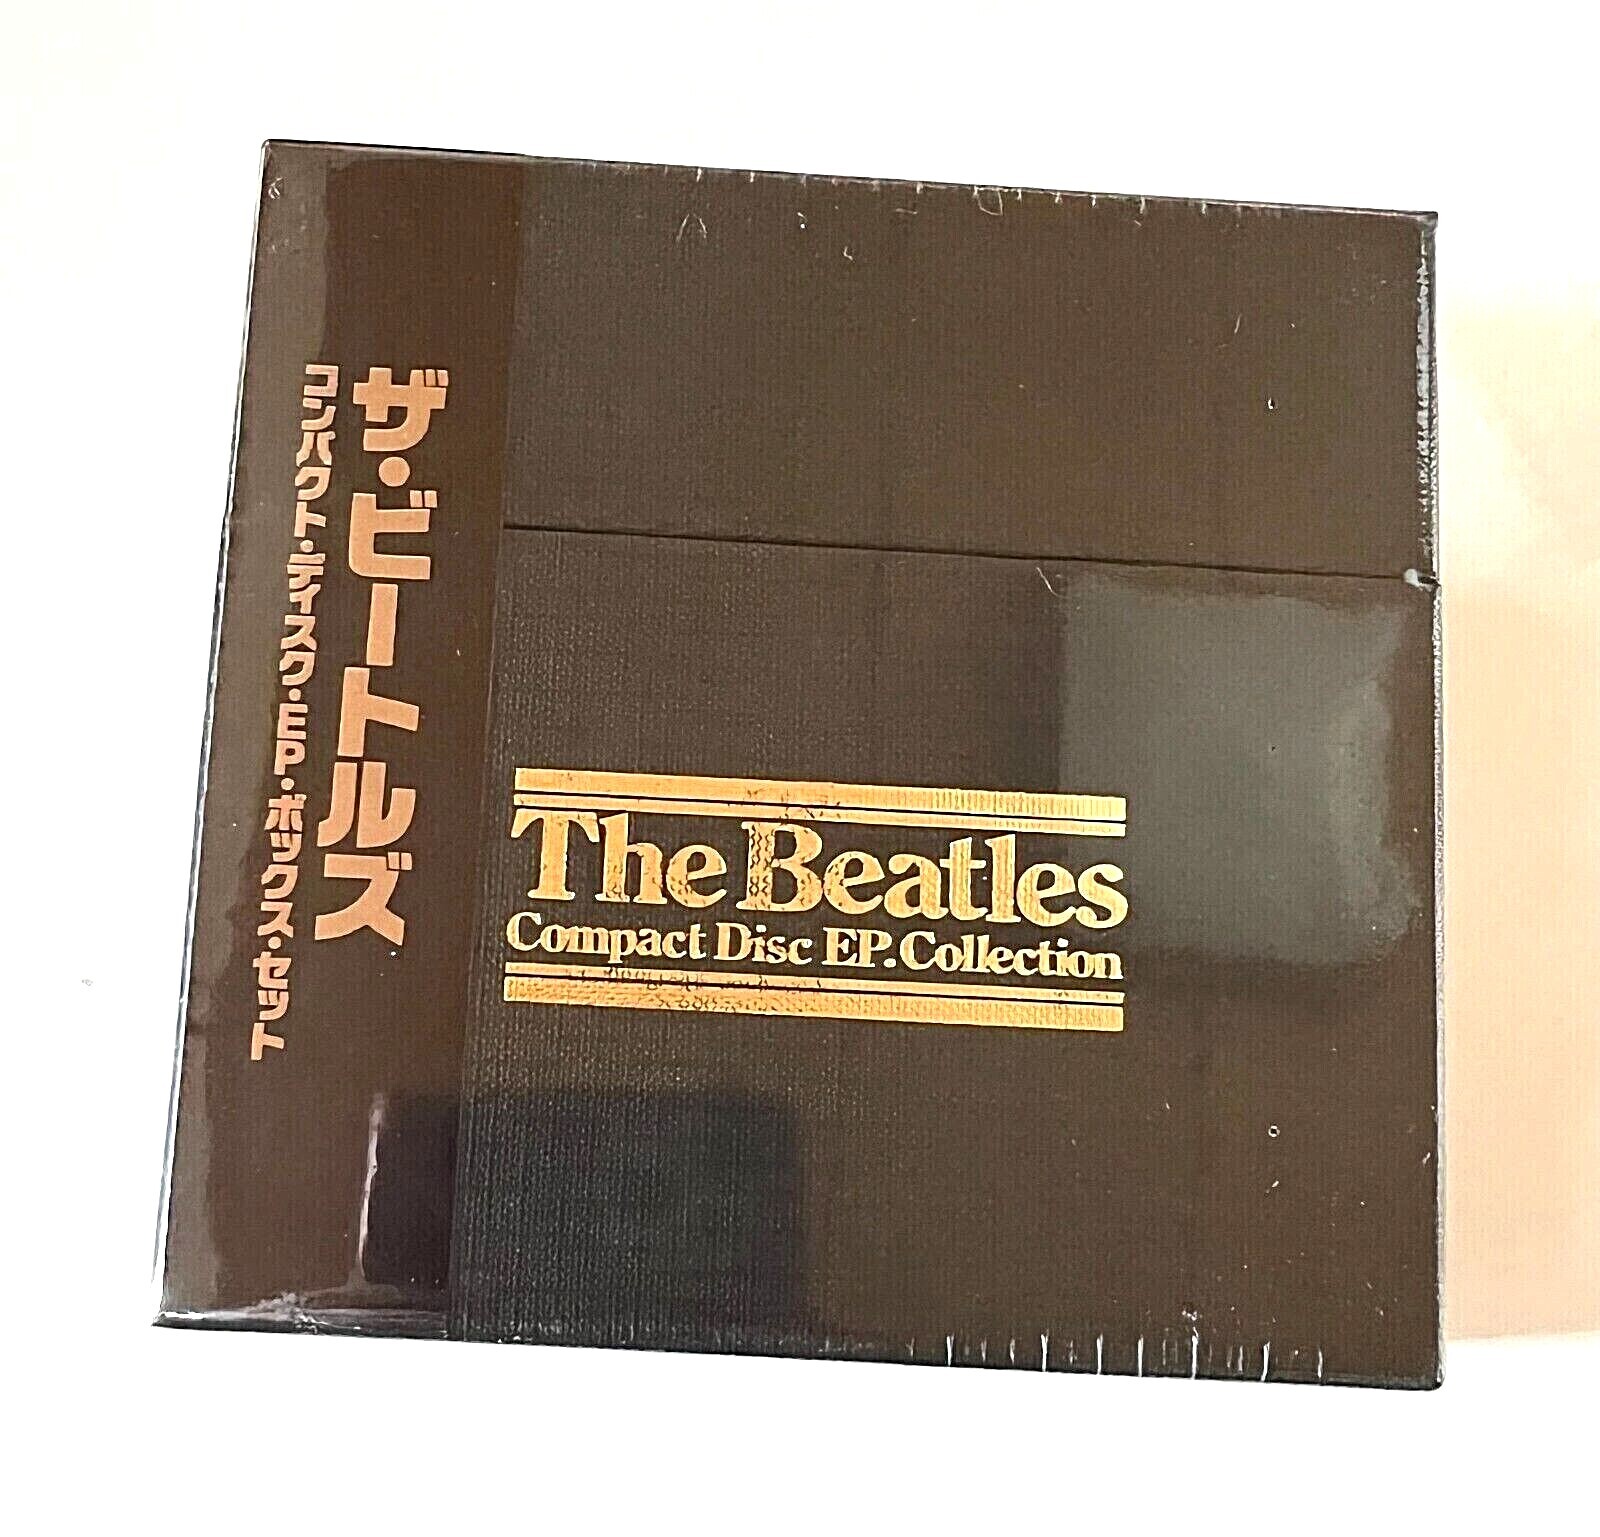 ザ・ビートルズ
コンパクト・ディスク・EP・ボックス・セット
The Beatles
Compact Disc EP. Collection